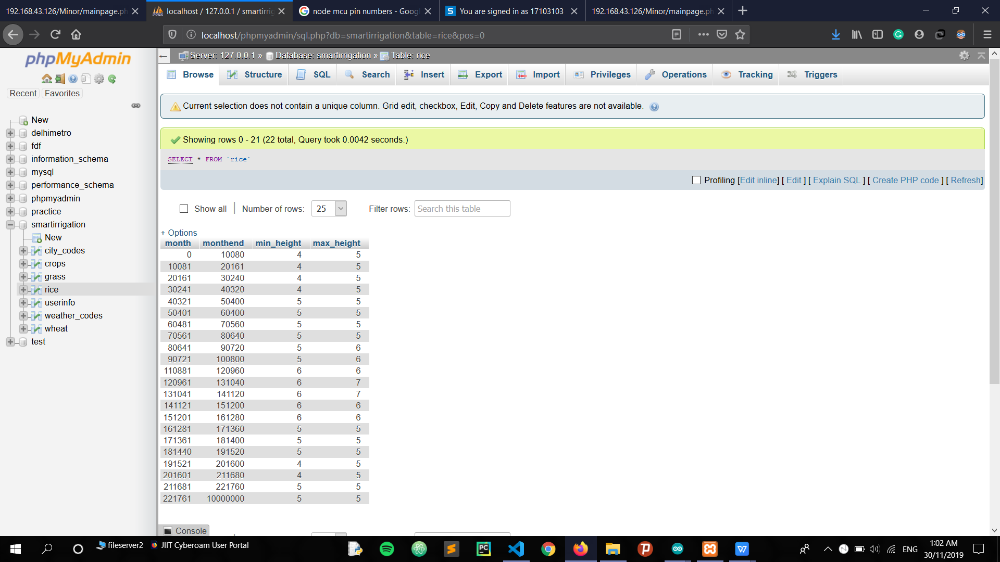 192.168.43.126/Minor/mainpage.ph
localhost / 127.0.0.1 / smartirrig
node mcu pin numbers - Goog
You are signed in as 17103103
192.168.43.126/Minor/mainpage.ph
localhost/phpmyadmin/sql.php?db=smartirrigation&table=rice&pos=0
phpMyAdmin
Recent Favorites
New
delhimetro
fdf
information_schema
mysql
performance_schema
phpmyadmin
practice
smartirrigation
New
city_codes
crops
grass
rice
userinfo
weather_codes
wheat
test
Server: 127.0.0.1 » Database: smartirrigation » Table: rice
Browse Structure SQL Search Insert Export Import Privileges Operations Tracking Triggers
Current selection does not contain a unique column. Grid edit, checkbox, Edit, Copy and Delete features are not available.
Showing rows 0 - 21 (22 total, Query took 0.0042 seconds.)
SELECT * FROM `rice`
Profiling [Edit inline] [ Edit ] [ Explain SQL ] [ Create PHP code ] [ Refresh]
Show all | Number of rows: 25 Filter rows: Search this table
+ Options
month monthend min_height max_height
0 10080 4 5
10081 20161 4 5
20161 30240 4 5
30241 40320 4 5
40321 50400 5 5
50401 60400 5 5
60481 70560 5 5
70561 80640 5 5
80641 90720 5 6
90721 100800 5 6
110881 120960 6 6
120961 131040 6 7
131041 141120 6 7
141121 151200 6 6
151201 161280 6 6
161281 171360 5 5
171361 181400 5 5
181440 191520 5 5
191521 201600 4 5
201601 211680 4 5
211681 221760 5 5
221761 10000000 5 5
Console
fileserver2 JIIT Cyberoam User Portal
PC
ENG
1:02 AM
30/11/2019